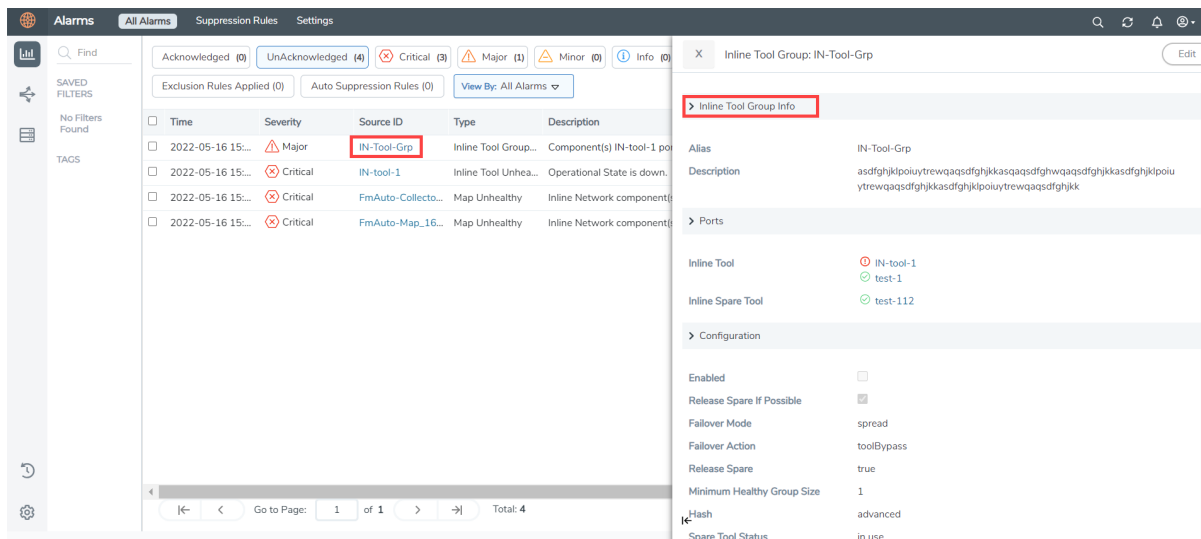 Alarms All Alarms Suppression Rules Settings
Find
SAVED
FILTERS
No Filters
Found
TAGS
Acknowledged (0) UnAcknowledged (4) Critical (3) Major (1) Minor (0) Info (0)
Exclusion Rules Applied (0) Auto Suppression Rules (0) View By: All Alarms
Time Severity Source ID Type Description
2022-05-16 15:... Major IN-Tool-Grp Inline Tool Group... Component(s) IN-tool-1 por
2022-05-16 15:... Critical IN-tool-1 Inline Tool Unhea... Operational State is down.
2022-05-16 15:... Critical FmAuto-Collecto... Map Unhealthy Inline Network component(s
2022-05-16 15:... Critical FmAuto-Map_16... Map Unhealthy Inline Network component(s
Go to Page: 1 of 1 Total: 4
X Inline Tool Group: IN-Tool-Grp Edit
Inline Tool Group Info
Alias IN-Tool-Grp
Description asdfghjklpoiuytrewqaqsdfghjkkasqaqsdfghwqaqsdfghjkkasdfghjklpoiu
ytrewqaqsdfghjkkasdfghjklpoiuytrewqaqsdfghjkk
Ports
Inline Tool IN-tool-1
test-1
Inline Spare Tool test-112
Configuration
Enabled
Release Spare If Possible
Failover Mode spread
Failover Action toolBypass
Release Spare true
Minimum Healthy Group Size 1
Hash advanced
Spare Tool Status in use